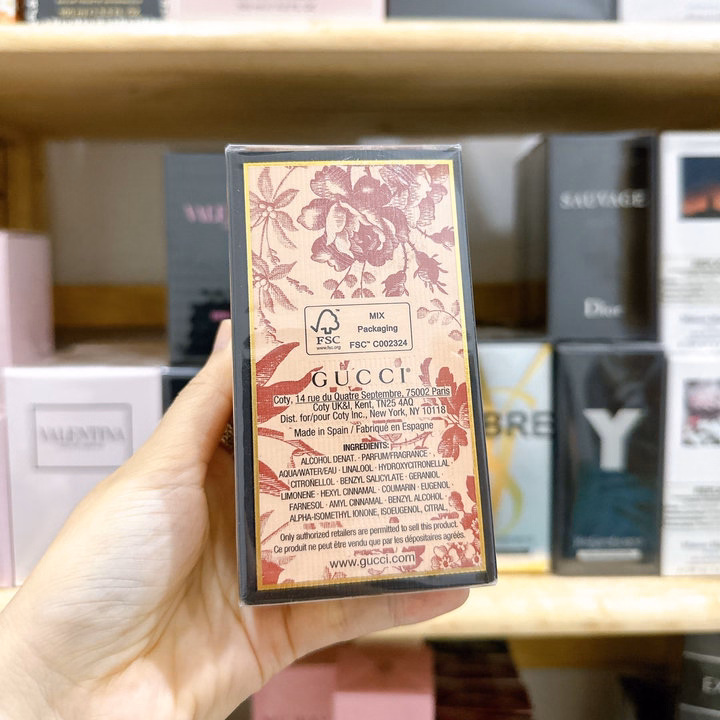 SAUVAGE
Dior
VALENTINA
Y
MIX
Packaging
FSC™ C002324
FSC
www.fsc.org
GUCCI
Coty, 14 rue du Quatre Septembre, 75002 Paris
Coty UK&I, Kent, TN25 4AQ
Dist. for/pour Coty Inc., New York, NY 10118
Made in Spain / Fabriqué en Espagne
INGREDIENTS:
ALCOHOL DENAT. · PARFUM/FRAGRANCE ·
AQUA/WATER/EAU · LINALOOL · HYDROXYCITRONELLAL
CITRONELLOL · BENZYL SALICYLATE · GERANIOL ·
LIMONENE · HEXYL CINNAMAL · COUMARIN · EUGENOL
FARNESOL · AMYL CINNAMAL · BENZYL ALCOHOL ·
ALPHA-ISOMETHYL IONONE, ISOEUGENOL, CITRAL.
Only authorized retailers are permitted to sell this product.
Ce produit ne peut être vendu que par les dépositaires agréés.
www.gucci.com